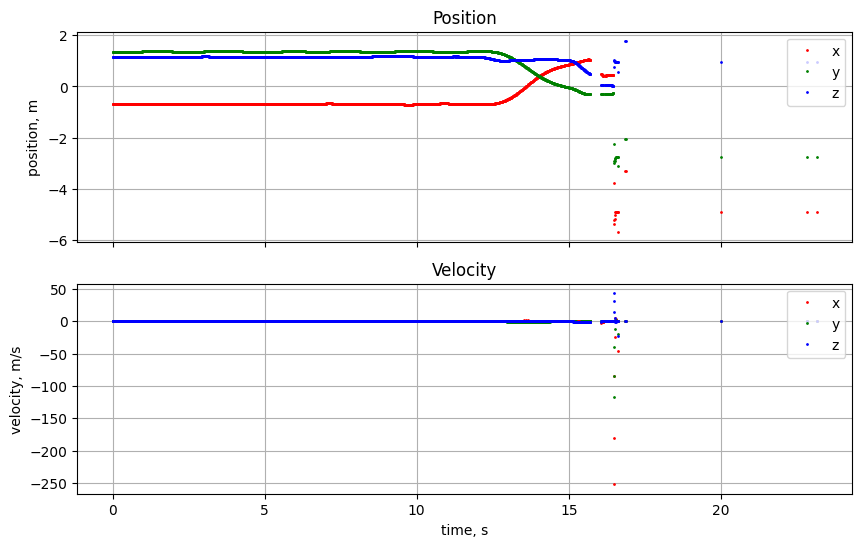 Position
2
0
−2
−4
−6
position, m
x
y
z
Velocity
50
0
−50
−100
−150
−200
−250
velocity, m/s
x
y
z
0
5
10
15
20
time, s